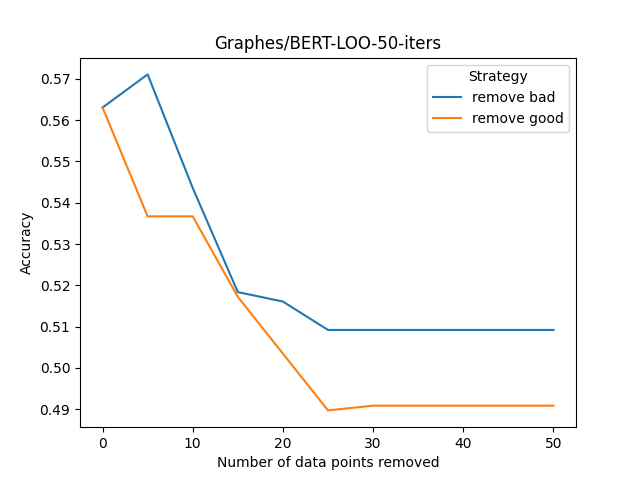 Graphes/BERT-LOO-50-iters
Strategy
remove bad
remove good
Accuracy
0.57
0.56
0.55
0.54
0.53
0.52
0.51
0.50
0.49
0
10
20
30
40
50
Number of data points removed